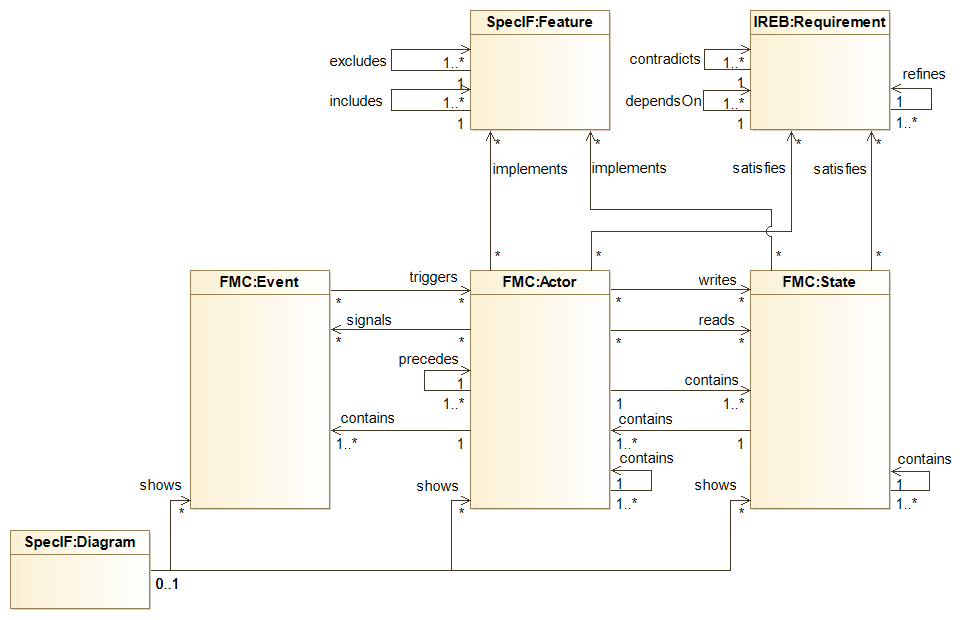 SpecIF:Feature
IREB:Requirement
excludes
1..*
1
includes
1..*
1
contradicts
1..*
1
dependsOn
1..*
1
refines
1
1..*
*
*
*
*
implements
implements
satisfies
satisfies
*
*
*
*
FMC:Event
FMC:Actor
FMC:State
triggers
*
*
writes
*
*
signals
*
*
reads
*
*
precedes
1
1..*
contains
1
1..*
contains
1..*
1
contains
1..*
1
contains
1
1..*
contains
1
1..*
shows
*
shows
*
shows
*
SpecIF:Diagram
0..1